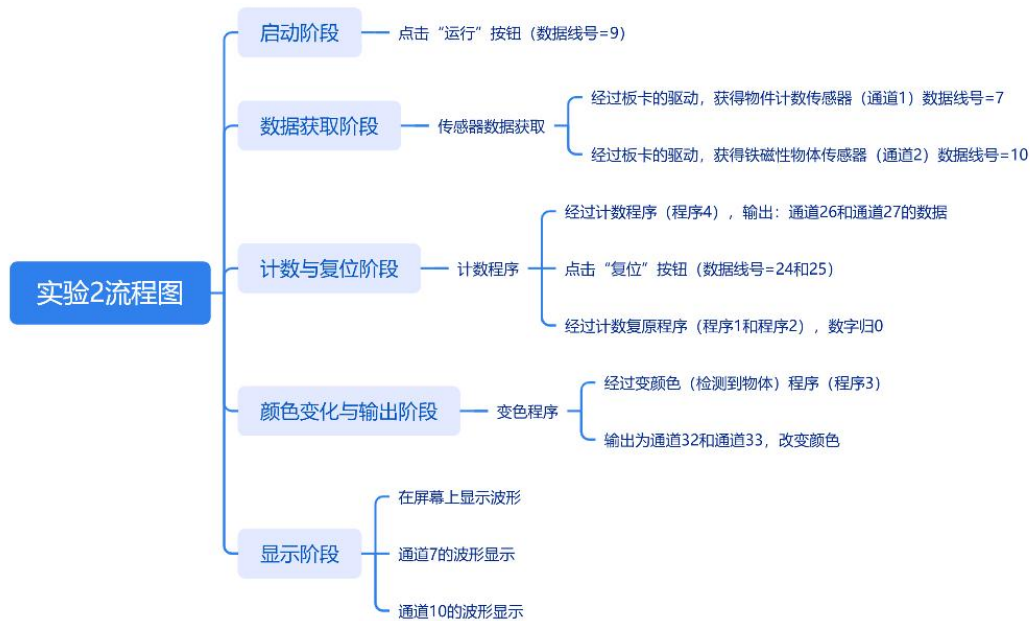 实验2流程图
启动阶段
点击“运行”按钮（数据线号=9）
数据获取阶段
传感器数据获取
经过板卡的驱动，获得物件计数传感器（通道1）数据线号=7
经过板卡的驱动，获得铁磁性物体传感器（通道2）数据线号=10
计数与复位阶段
计数程序
经过计数程序（程序4），输出：通道26和通道27的数据
点击“复位”按钮（数据线号=24和25）
经过计数复原程序（程序1和程序2），数字归0
颜色变化与输出阶段
变色程序
经过变颜色（检测到物体）程序（程序3）
输出为通道32和通道33，改变颜色
显示阶段
在屏幕上显示波形
通道7的波形显示
通道10的波形显示